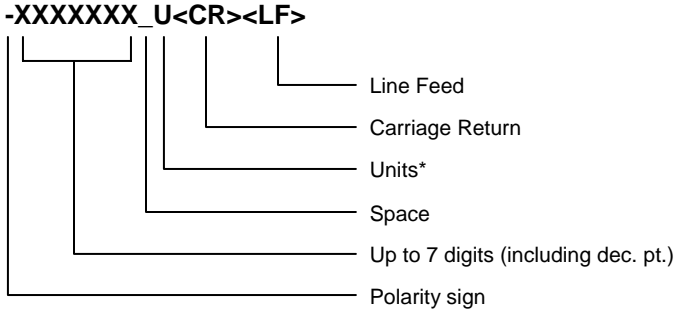 -XXXXXXX_U<CR><LF>
Line Feed
Carriage Return
Units*
Space
Up to 7 digits (including dec. pt.)
Polarity sign